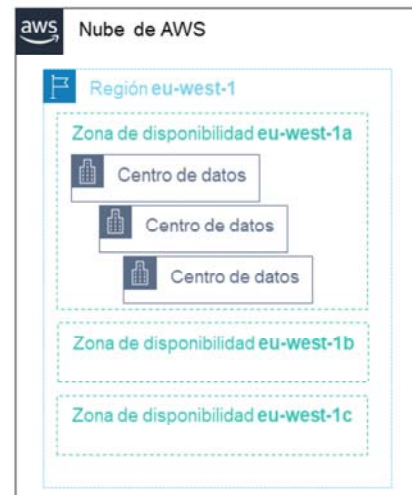 aws
Nube de AWS
Región eu-west-1
Zona de disponibilidad eu-west-1a
Centro de datos
Centro de datos
Centro de datos
Zona de disponibilidad eu-west-1b
Zona de disponibilidad eu-west-1c